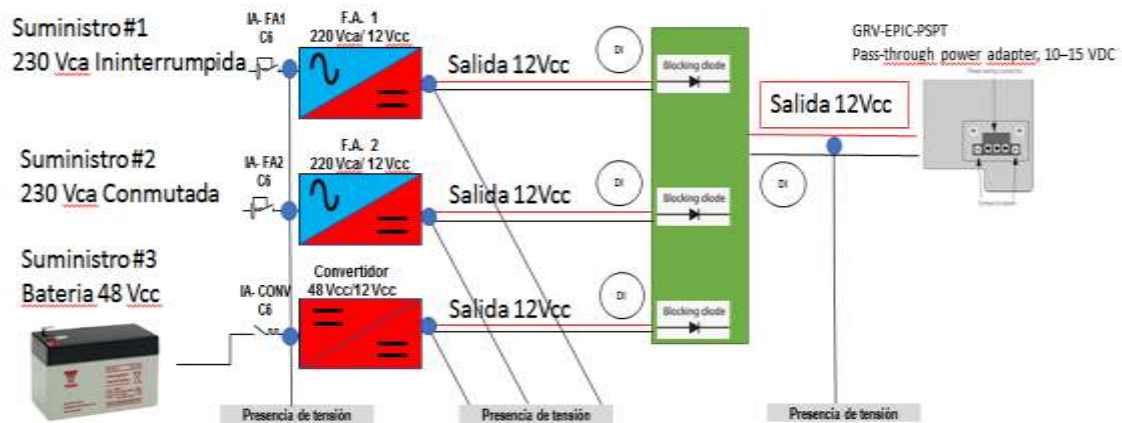 Suministro #1
230 Vca Ininterrumpida
IA- FA1
C6
F.A. 1
220 Vca/ 12 Vcc
Salida 12Vcc
DI
Blocking diode
Suministro #2
230 Vca Conmutada
IA- FA2
C6
F.A. 2
220 Vca/ 12 Vcc
Salida 12Vcc
DI
Blocking diode
Suministro #3
Bateria 48 Vcc
IA- CONV
C6
Convertidor
48 Vcc/12 Vcc
Salida 12Vcc
DI
Blocking diode
Salida 12Vcc
DI
GRV-EPIC-PSPT
Pass-through power adapter, 10–15 VDC
Presencia de tensión
Presencia de tensión
Presencia de tensión